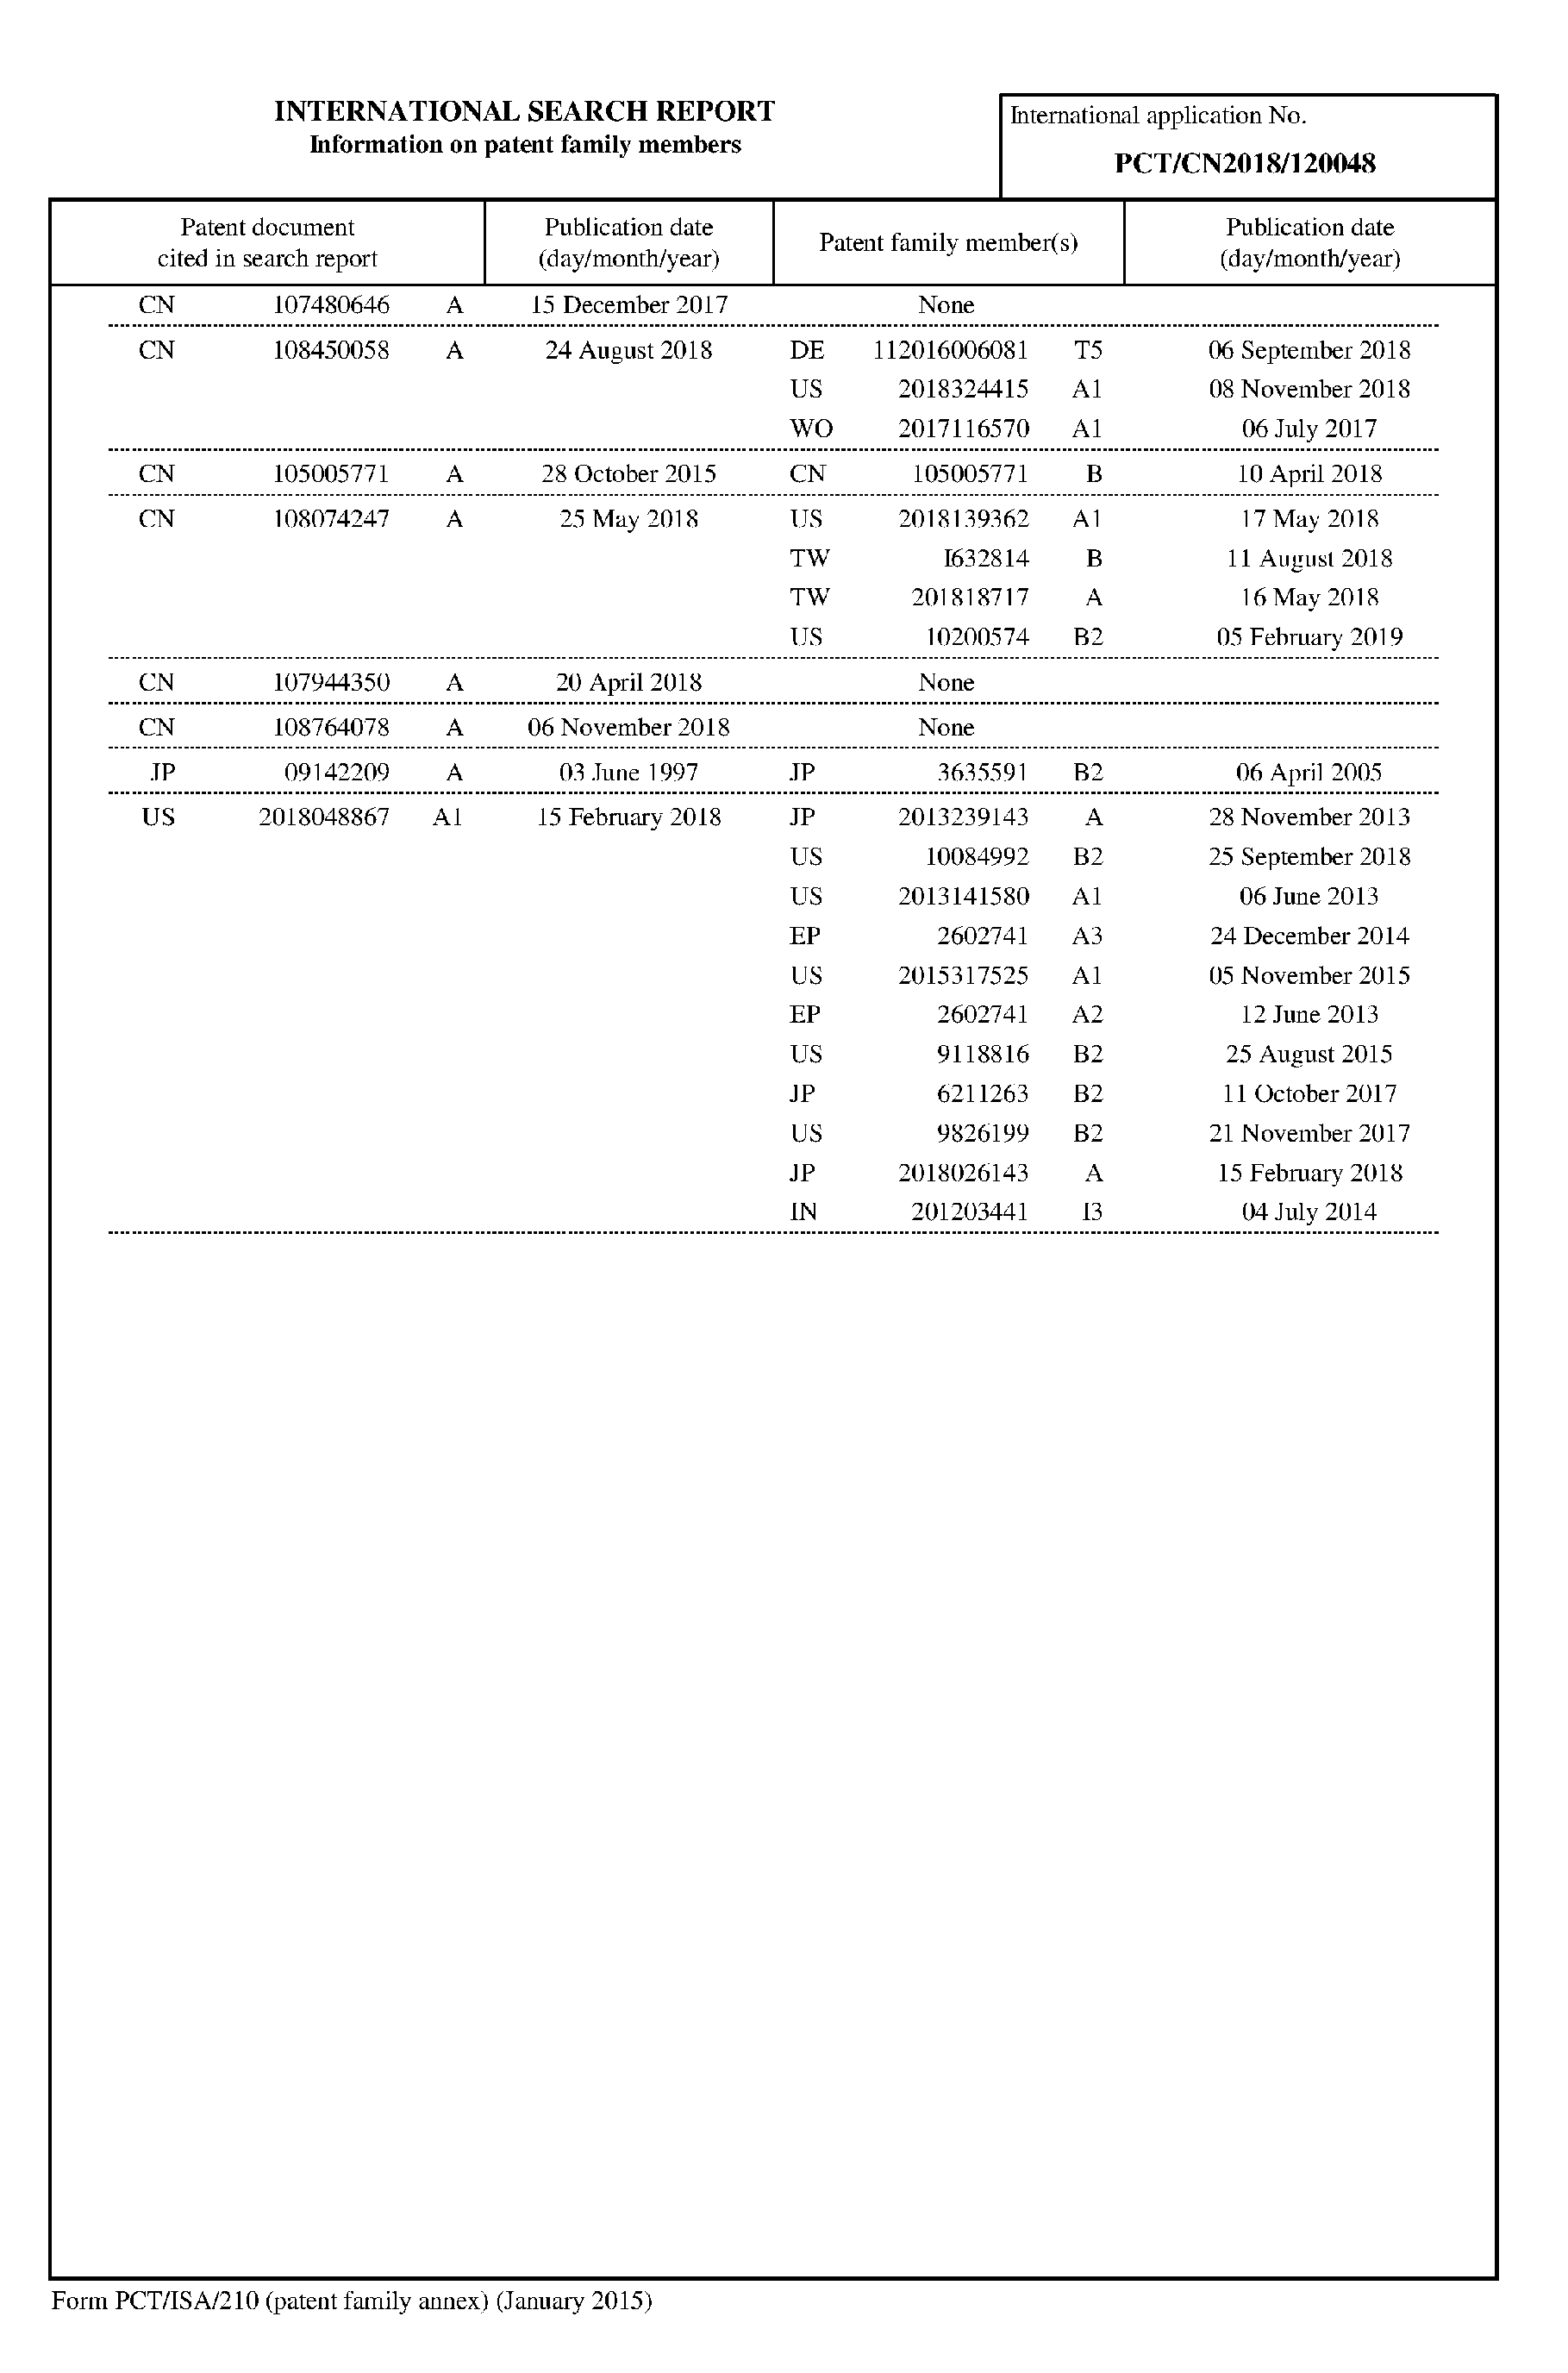 INTERNATIONAL SEARCH REPORT
Information on patent family members
International application No.
PCT/CN2018/120048
Patent document cited in search report
Publication date (day/month/year)
Patent family member(s)
Publication date (day/month/year)
CN 107480646 A 15 December 2017 None
CN 108450058 A 24 August 2018 DE 112016006081 T5 06 September 2018
US 2018324415 A1 08 November 2018
WO 2017116570 A1 06 July 2017
CN 105005771 A 28 October 2015 CN 105005771 B 10 April 2018
CN 108074247 A 25 May 2018 US 2018139362 A1 17 May 2018
TW I632814 B 11 August 2018
TW 201818717 A 16 May 2018
US 10200574 B2 05 February 2019
CN 107944350 A 20 April 2018 None
CN 108764078 A 06 November 2018 None
JP 09142209 A 03 June 1997 JP 3635591 B2 06 April 2005
US 2018048867 A1 15 February 2018 JP 2013239143 A 28 November 2013
US 10084992 B2 25 September 2018
US 2013141580 A1 06 June 2013
EP 2602741 A3 24 December 2014
US 2015317525 A1 05 November 2015
EP 2602741 A2 12 June 2013
US 9118816 B2 25 August 2015
JP 6211263 B2 11 October 2017
US 9826199 B2 21 November 2017
JP 2018026143 A 15 February 2018
IN 201203441 I3 04 July 2014
Form PCT/ISA/210 (patent family annex) (January 2015)